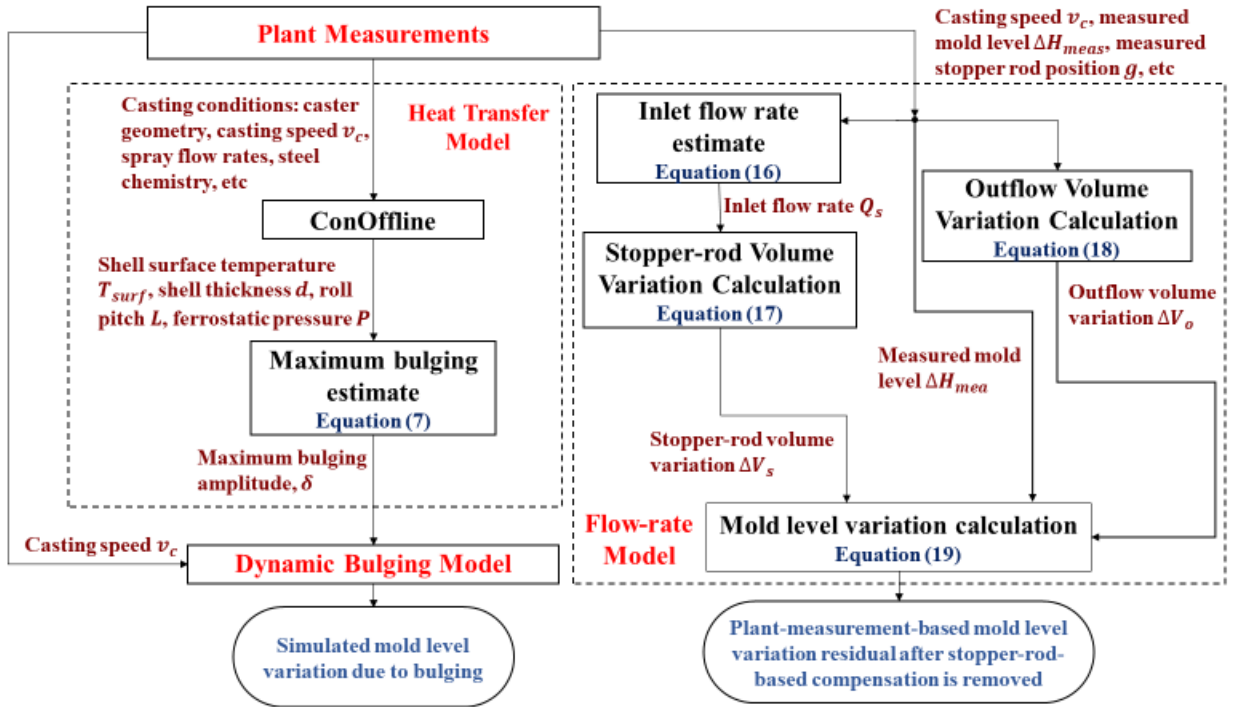 Plant Measurements
Casting speed v_c, measured
mold level ΔH_meas, measured
stopper rod position g, etc
Casting conditions: caster
geometry, casting speed v_c,
spray flow rates, steel
chemistry, etc
Heat Transfer
Model
ConOffline
Shell surface temperature
T_surf, shell thickness d, roll
pitch L, ferrostatic pressure P
Maximum bulging
estimate
Equation (7)
Maximum bulging
amplitude, δ
Casting speed v_c
Dynamic Bulging Model
Simulated mold level
variation due to bulging
Inlet flow rate
estimate
Equation (16)
Inlet flow rate Q_s
Stopper-rod Volume
Variation Calculation
Equation (17)
Outflow Volume
Variation Calculation
Equation (18)
Outflow volume
variation ΔV_o
Measured mold
level ΔH_mea
Stopper-rod volume
variation ΔV_s
Flow-rate
Model
Mold level variation calculation
Equation (19)
Plant-measurement-based mold level
variation residual after stopper-rod-
based compensation is removed